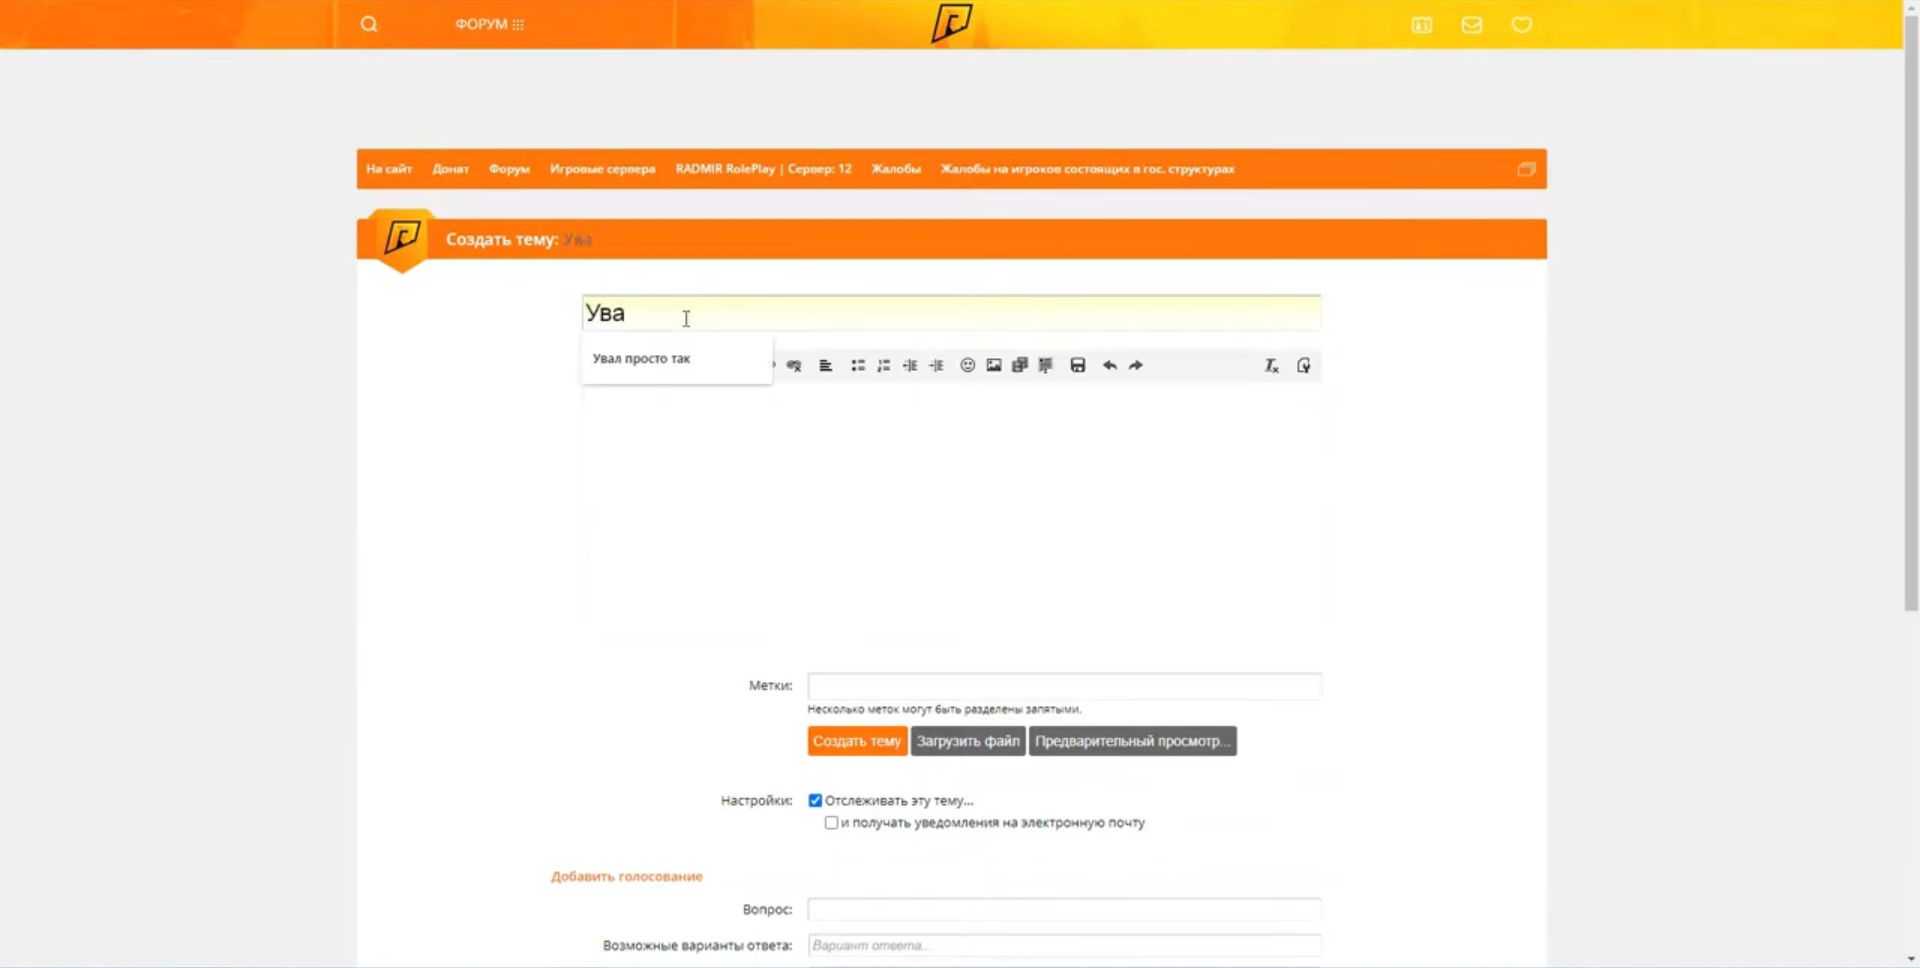 ФОРУМ
На сайт Донат Форум Игровые сервера RADMIR RolePlay | Сервер: 12 Жалобы Жалобы на игроков состоящих в гос. структурах
Создать тему: Ува
Ува
Увал просто так
Метки:
Несколько меток могут быть разделены запятыми.
Создать тему Загрузить файл Предварительный просмотр...
Настройки: Отслеживать эту тему...
и получать уведомления на электронную почту
Добавить голосование
Вопрос:
Возможные варианты ответа: Вариант ответа...